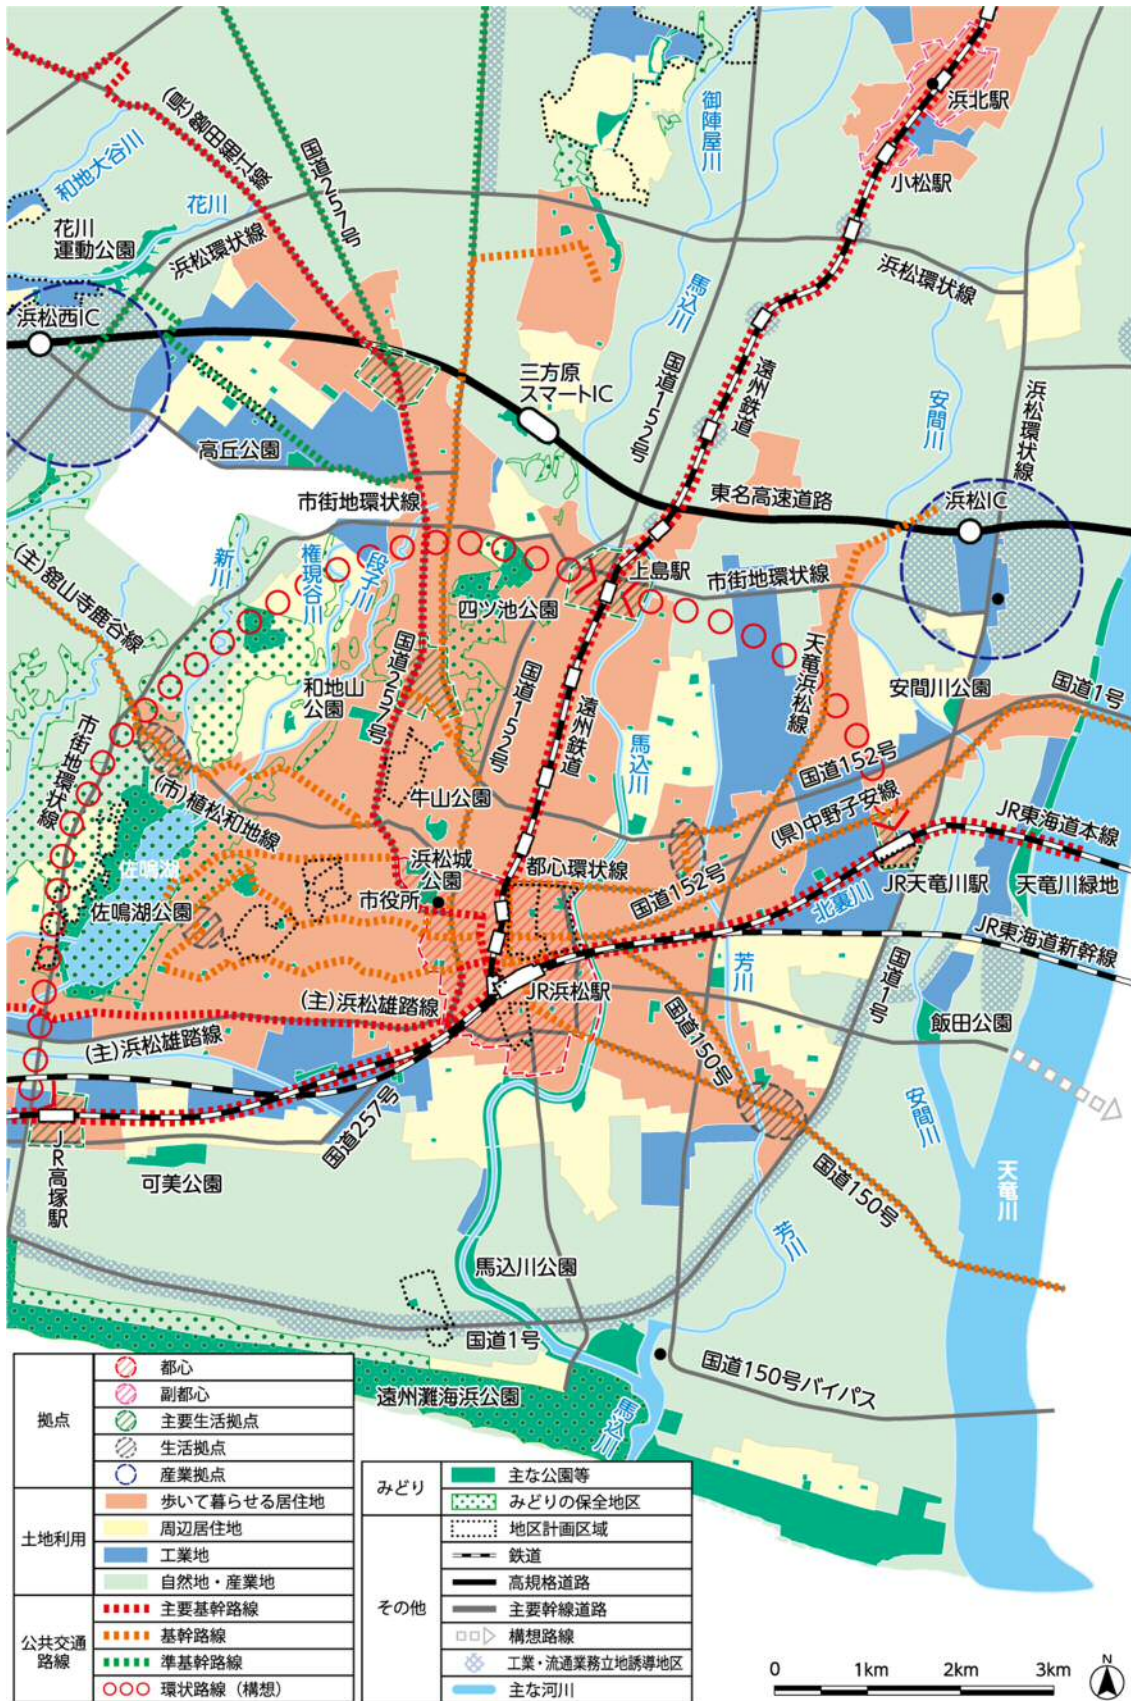 浜北駅
御陣屋川
(県)磐田細江線
国道257号
和地大谷川
小松駅
花川
花川
運動公園
浜松環状線
馬込川
浜松環状線
浜松西IC
三方原
スマートIC
国道152号
遠州鉄道
安間川
浜松環状線
高丘公園
市街地環状線
東名高速道路
浜松IC
新川
権現谷川
段子川
上島駅
市街地環状線
(主)舘山寺鹿谷線
四ツ池公園
国道257号
国道152号
遠州鉄道
天竜浜松線
和地山
公園
安間川公園
国道1号
市街地環状線
馬込川
国道152号
(市)植松和地線
牛山公園
(県)中野子安線
JR東海道本線
佐鳴湖
浜松城
公園
都心環状線
市役所
国道152号
JR天竜川駅
天竜川緑地
佐鳴湖公園
北裏川
JR東海道新幹線
JR浜松駅
芳川
国道1号
(主)浜松雄踏線
飯田公園
(主)浜松雄踏線
国道150号
国道257号
安間川
JR高塚駅
可美公園
国道150号
天竜川
芳川
馬込川公園
国道1号
国道150号バイパス
遠州灘海浜公園
馬込川
拠点
都心
副都心
主要生活拠点
生活拠点
産業拠点
土地利用
歩いて暮らせる居住地
周辺居住地
工業地
自然地・産業地
公共交通
路線
主要基幹路線
基幹路線
準基幹路線
環状路線（構想）
みどり
主な公園等
みどりの保全地区
その他
地区計画区域
鉄道
高規格道路
主要幹線道路
構想路線
工業・流通業務立地誘導地区
主な河川
0 1km 2km 3km
N